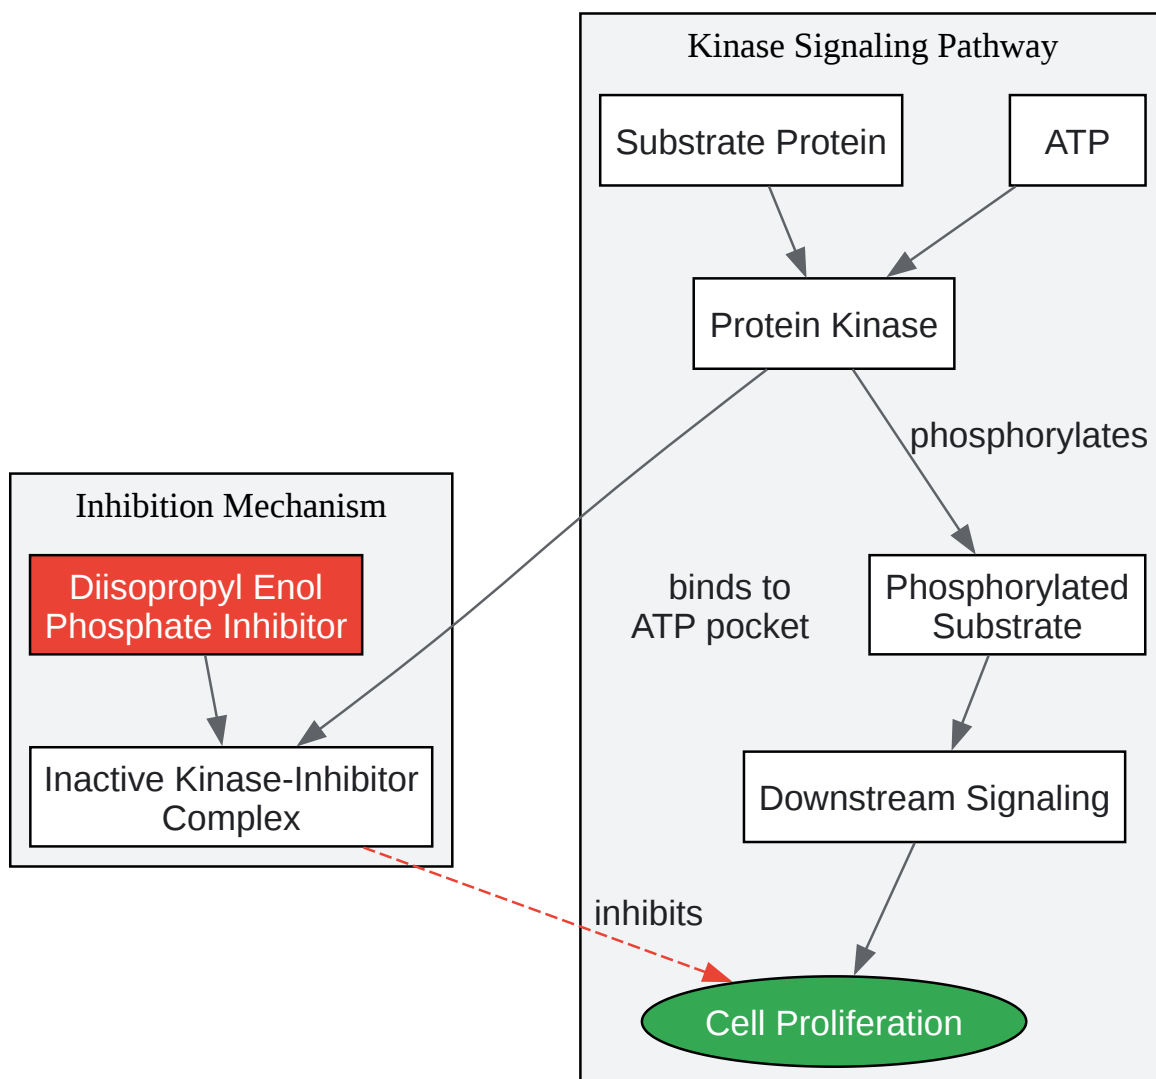 Kinase Signaling Pathway
Substrate Protein
ATP
Protein Kinase
phosphorylates
Inhibition Mechanism
Diisopropyl Enol
Phosphate Inhibitor
binds to
ATP pocket
Phosphorylated
Substrate
Inactive Kinase-Inhibitor
Complex
Downstream Signaling
inhibits
Cell Proliferation